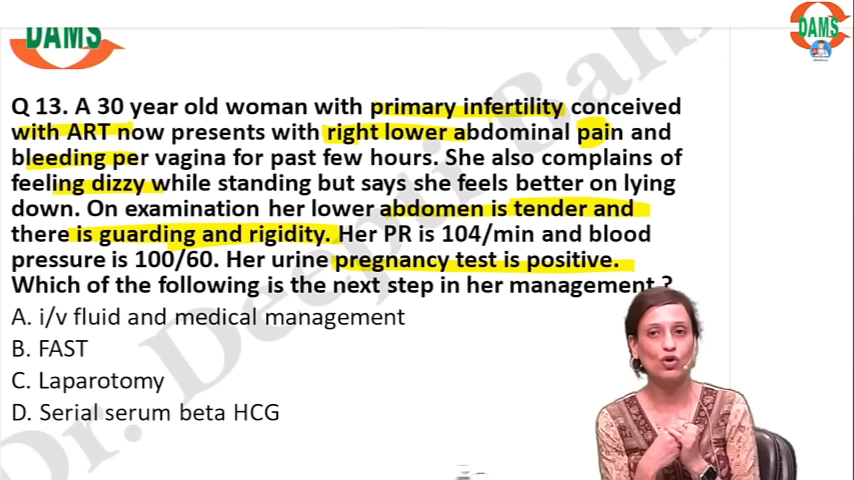 DAMS
DAMS
Q 13. A 30 year old woman with primary infertility conceived
with ART now presents with right lower abdominal pain and
bleeding per vagina for past few hours. She also complains of
feeling dizzy while standing but says she feels better on lying
down. On examination her lower abdomen is tender and
there is guarding and rigidity. Her PR is 104/min and blood
pressure is 100/60. Her urine pregnancy test is positive.
Which of the following is the next step in her management ?
A. i/v fluid and medical management
B. FAST
C. Laparotomy
D. Serial serum beta HCG
Dr. Deepti Bah